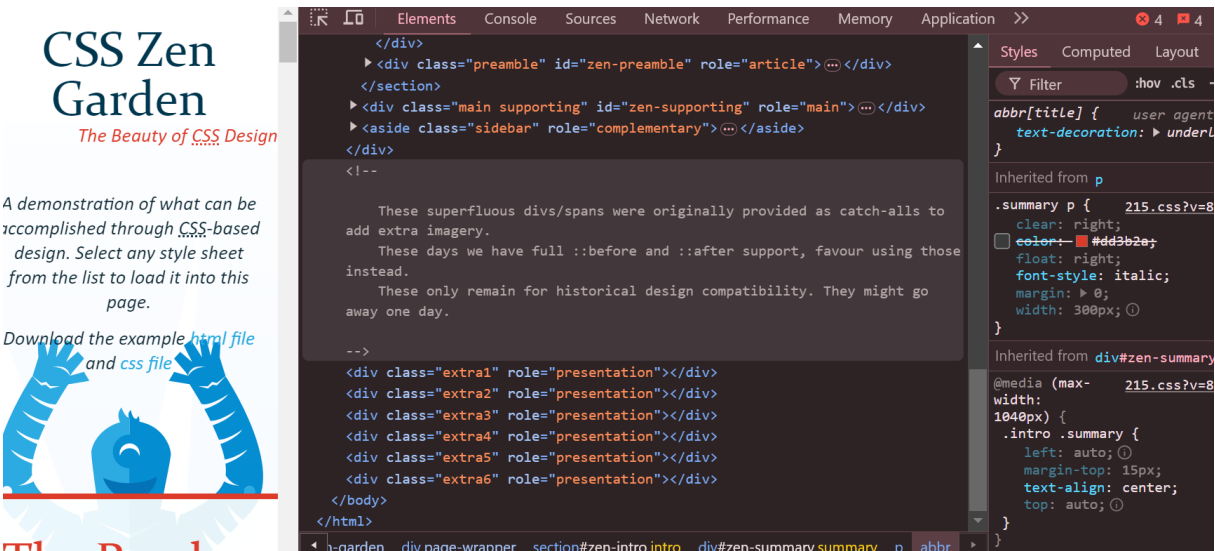 CSS Zen
Garden
The Beauty of CSS Design
A demonstration of what can be
accomplished through CSS-based
design. Select any style sheet
from the list to load it into this
page.
Download the example html file
and css file
Elements Console Sources Network Performance Memory Application
4 4
</div>
<div class="preamble" id="zen-preamble" role="article"> </div>
</section>
<div class="main supporting" id="zen-supporting" role="main"> </div>
<aside class="sidebar" role="complementary"> </aside>
</div>
<!--
These superfluous divs/spans were originally provided as catch-alls to
add extra imagery.
These days we have full ::before and ::after support, favour using those
instead.
These only remain for historical design compatibility. They might go
away one day.
-->
<div class="extra1" role="presentation"></div>
<div class="extra2" role="presentation"></div>
<div class="extra3" role="presentation"></div>
<div class="extra4" role="presentation"></div>
<div class="extra5" role="presentation"></div>
<div class="extra6" role="presentation"></div>
</body>
</html>
div.page-wrapper section#zen-intro.intro div#zen-summary.summary p abbr
Styles Computed Layout
Filter :hov .cls
abbr[title] { user agent
text-decoration: underl
}
Inherited from p
.summary p { 215.css?v=8
clear: right;
color: #dd3b2a;
float: right;
font-style: italic;
margin: 0;
width: 300px;
}
Inherited from div#zen-summary
@media (max- 215.css?v=8
width:
1040px) {
.intro .summary {
left: auto;
margin-top: 15px;
text-align: center;
top: auto;
}
}